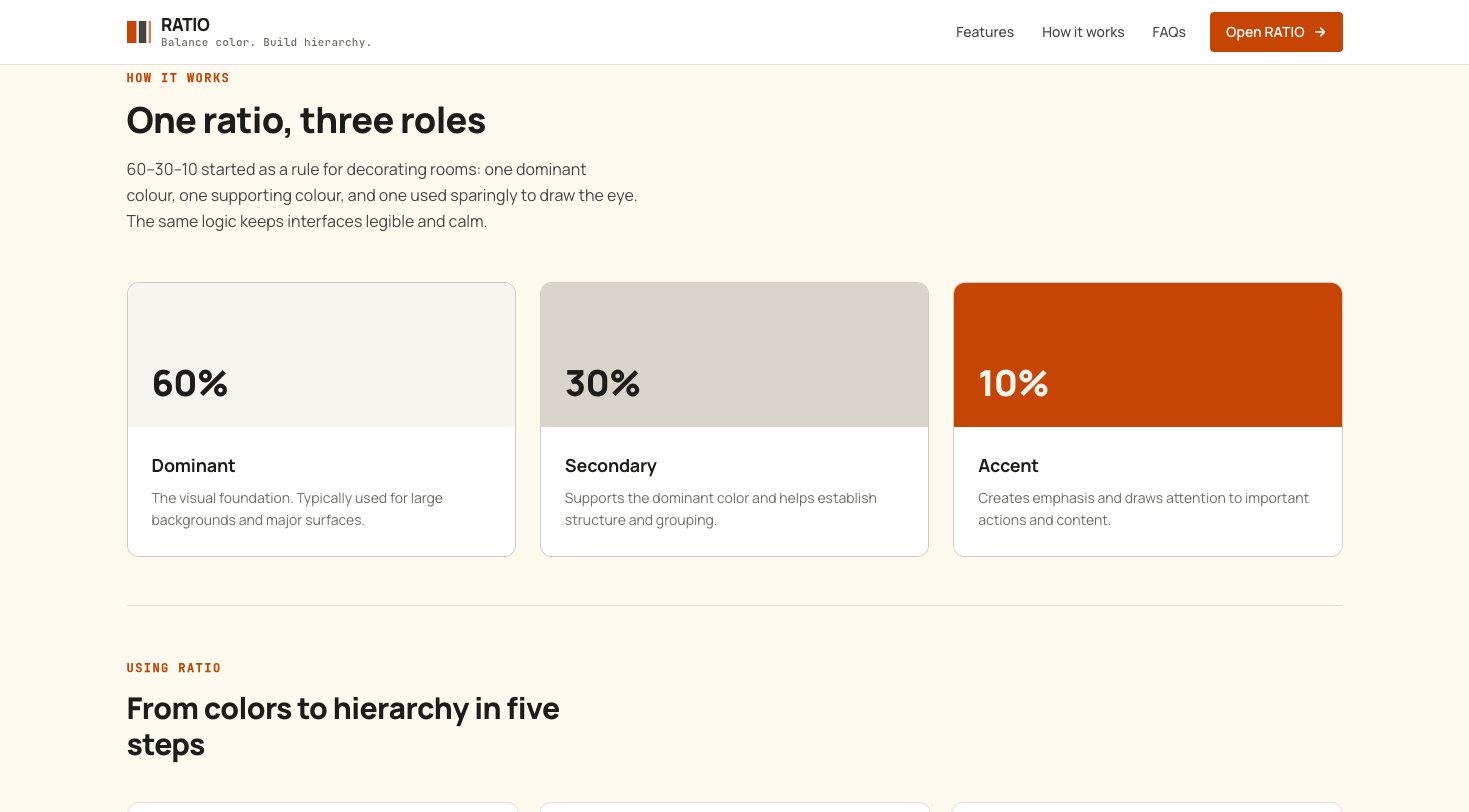 RATIO
Balance color. Build hierarchy.
Features
How it works
FAQs
Open RATIO →
HOW IT WORKS
One ratio, three roles
60–30–10 started as a rule for decorating rooms: one dominant
colour, one supporting colour, and one used sparingly to draw the eye.
The same logic keeps interfaces legible and calm.
60%
Dominant
The visual foundation. Typically used for large
backgrounds and major surfaces.
30%
Secondary
Supports the dominant color and helps establish
structure and grouping.
10%
Accent
Creates emphasis and draws attention to important
actions and content.
USING RATIO
From colors to hierarchy in five
steps